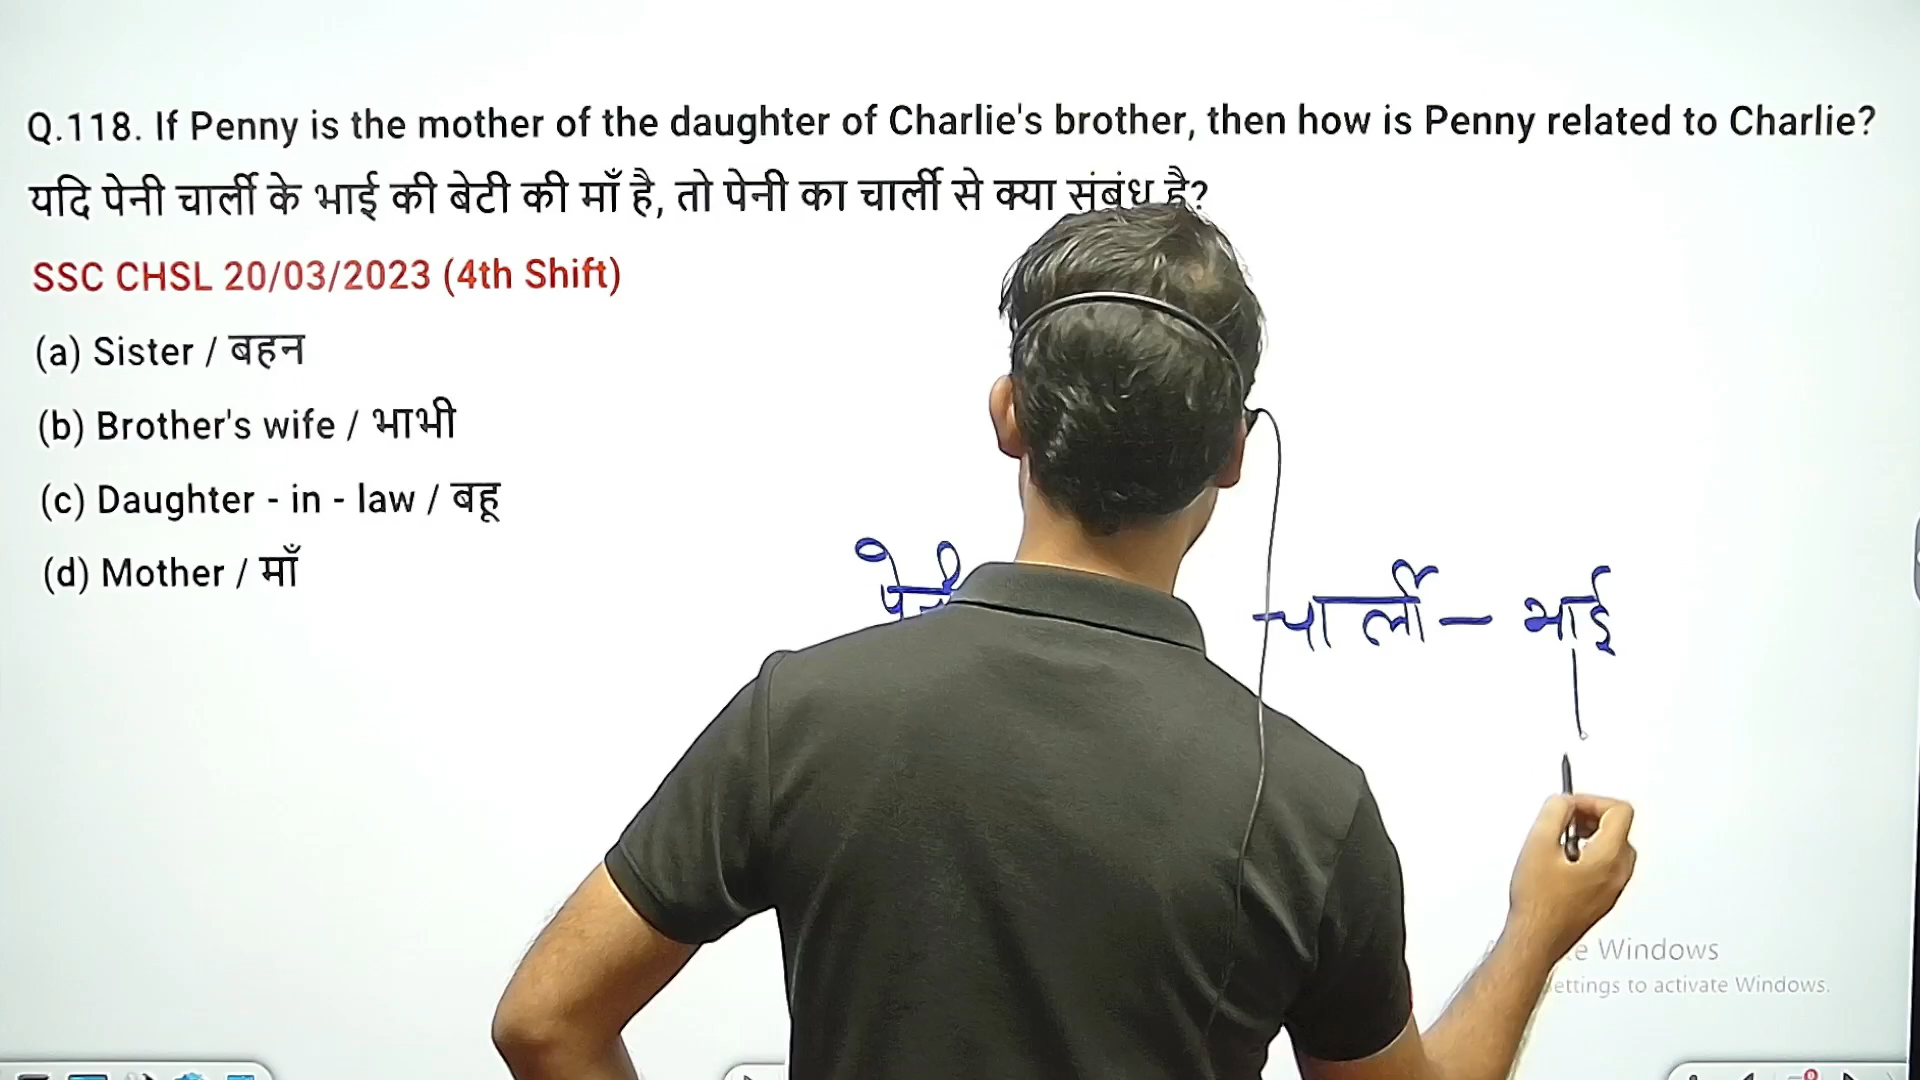 Q.118. If Penny is the mother of the daughter of Charlie's brother, then how is Penny related to Charlie?
यदि पेनी चार्ली के भाई की बेटी की माँ है, तो पेनी का चार्ली से क्या संबंध है?
SSC CHSL 20/03/2023 (4th Shift)
(a) Sister / बहन
(b) Brother's wife / भाभी
(c) Daughter - in - law / बहू
(d) Mother / माँ
चार्ली – भाई
Windows
to activate Windows.